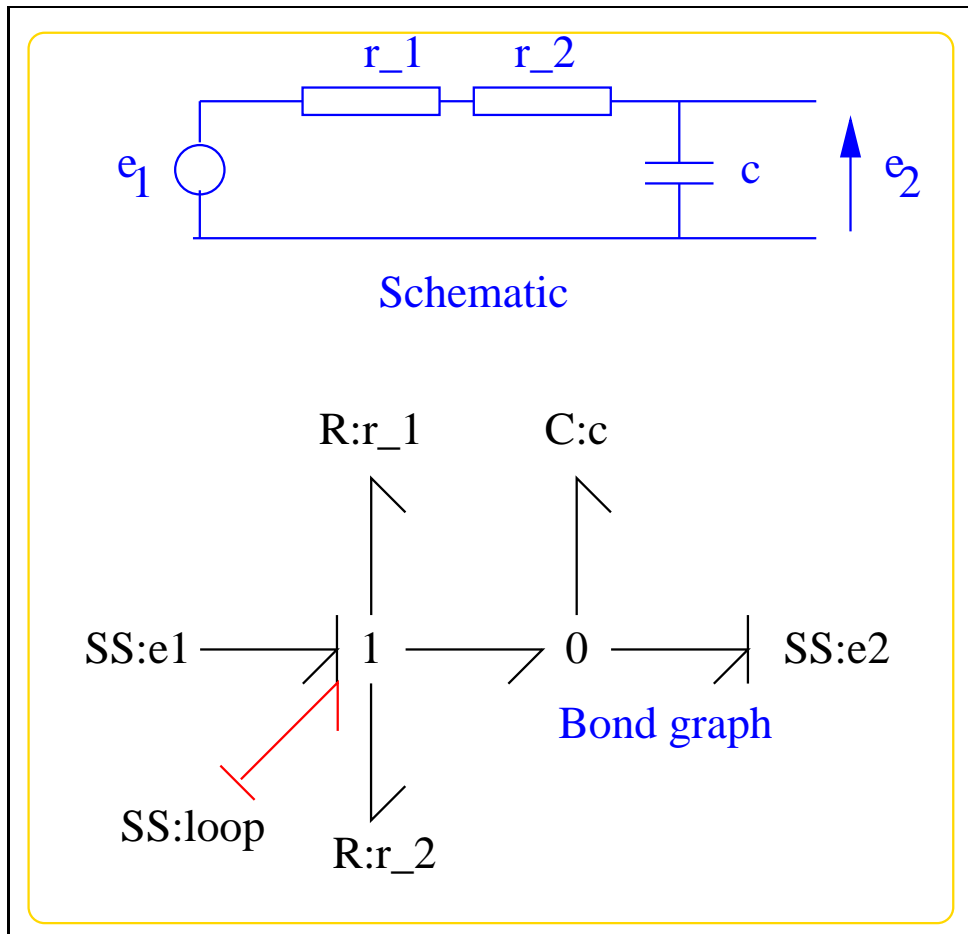 r_1 r_2
e1 c e2
Schematic
R:r_1 C:c
SS:e1 1 0 SS:e2
Bond graph
SS:loop
R:r_2